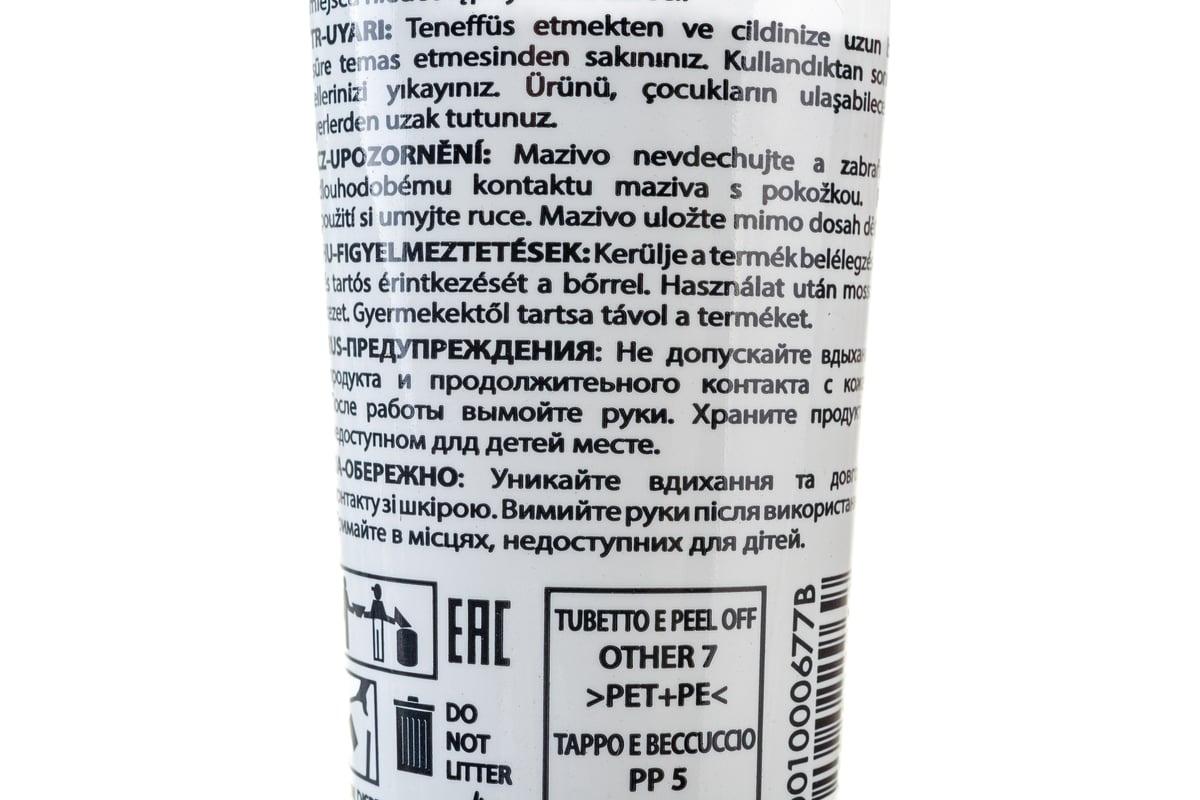 TR-UYARI: Teneffüs etmekten ve cildinize uzun
süre temas etmesinden sakınınız. Kullandıktan
ellerinizi yıkayınız. Ürünü, çocukların
yerlerden uzak tutunuz.
CZ-UPOZORNĚNÍ: Mazivo nevdechujte a
dlouhodobému kontaktu maziva s pokožkou.
použití si umyjte ruce. Mazivo uložte mimo dosah
HU-FIGYELMEZTETÉSEK: Kerülje a termék
tartós érintkezését a bőrrel. Használat után
Gyermekektől tartsa távol a terméket.
RUS-ПРЕДУПРЕЖДЕНИЯ: Не допускайте
продукта и продолжитеьного контакта с
после работы вымойте руки. Храните
недоступном длд детей месте.
UA-ОБЕРЕЖНО: Уникайте вдихання та
контакту зі шкірою. Вимийте руки після
в місцях, недоступних для дітей.
EAC
DO
NOT
LITTER
TUBETTO E PEEL OFF
OTHER 7
>PET+PE<
TAPPO E BECCUCCIO
PP 5